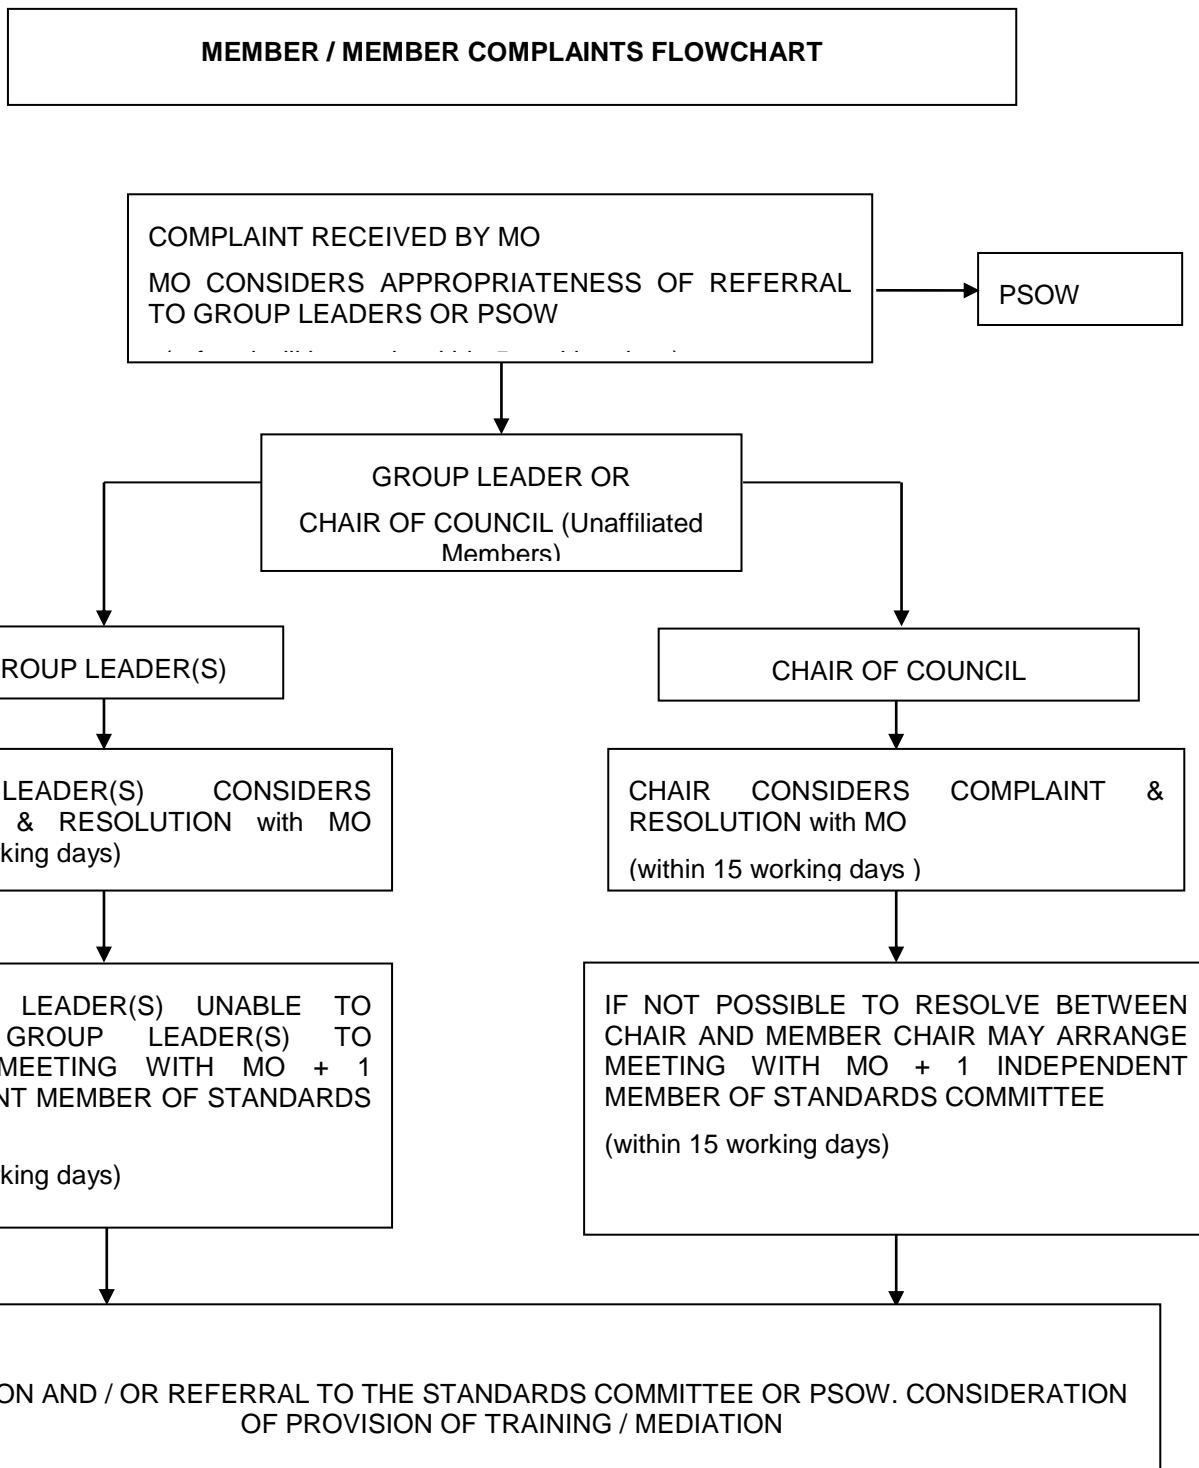 MEMBER / MEMBER COMPLAINTS FLOWCHART
COMPLAINT RECEIVED BY MO
MO CONSIDERS APPROPRIATENESS OF REFERRAL
TO GROUP LEADERS OR PSOW
PSOW
GROUP LEADER OR
CHAIR OF COUNCIL (Unaffiliated
Members)
ROUP LEADER(S)
CHAIR OF COUNCIL
LEADER(S) CONSIDERS
& RESOLUTION with MO
king days)
CHAIR CONSIDERS COMPLAINT &
RESOLUTION with MO
(within 15 working days )
LEADER(S) UNABLE TO
GROUP LEADER(S) TO
MEETING WITH MO + 1
NT MEMBER OF STANDARDS
king days)
IF NOT POSSIBLE TO RESOLVE BETWEEN
CHAIR AND MEMBER CHAIR MAY ARRANGE
MEETING WITH MO + 1 INDEPENDENT
MEMBER OF STANDARDS COMMITTEE
(within 15 working days)
ON AND / OR REFERRAL TO THE STANDARDS COMMITTEE OR PSOW. CONSIDERATION
OF PROVISION OF TRAINING / MEDIATION